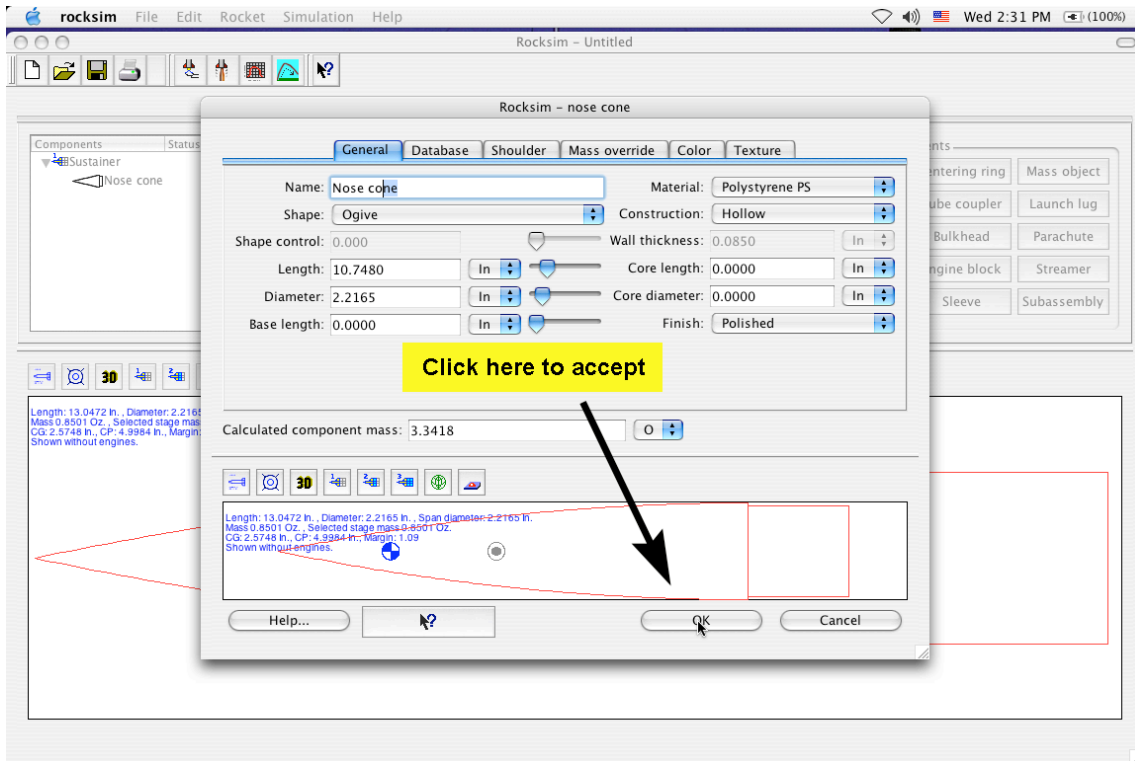 rocksim File Edit Rocket Simulation Help Wed 2:31 PM (100%)
Rocksim – Untitled
Rocksim – nose cone
Components Status
Sustainer
Nose cone
General Database Shoulder Mass override Color Texture
Name: Nose cone Material: Polystyrene PS
Shape: Ogive Construction: Hollow
Shape control: 0.000 Wall thickness: 0.0850 In
Length: 10.7480 In Core length: 0.0000 In
Diameter: 2.2165 In Core diameter: 0.0000 In
Base length: 0.0000 In Finish: Polished
Click here to accept
Calculated component mass: 3.3418 O
nts
ntering ring Mass object
ube coupler Launch lug
Bulkhead Parachute
ngine block Streamer
Sleeve Subassembly
3D 1 2
Length: 13.0472 In. , Diameter: 2.2165
Mass 0.8501 Oz. , Selected stage mas
CG: 2.5748 In., CP: 4.9984 In., Margin:
Shown without engines.
3D 1 2 3
Length: 13.0472 In. , Diameter: 2.2165 In. , Span diameter: 2.2165 In.
Mass 0.8501 Oz. , Selected stage mass 0.8501 Oz.
CG: 2.5748 In., CP: 4.9984 In., Margin: 1.09
Shown without engines.
Help... ? OK Cancel